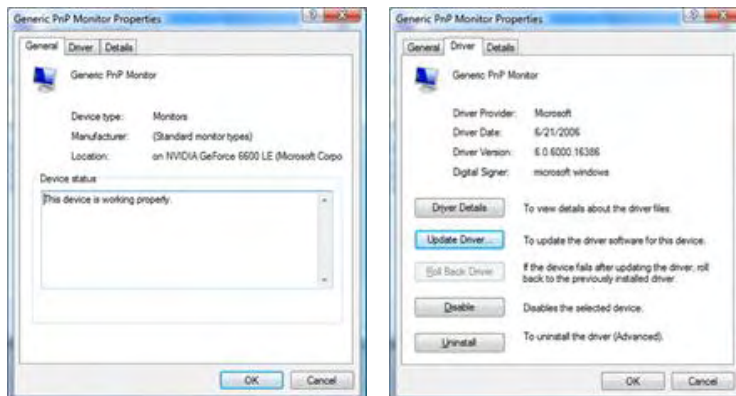 Generic PnP Monitor Properties
General Driver Details
Generic PnP Monitor
Device type: Monitors
Manufacturer: (Standard monitor types)
Location: on NVIDIA GeForce 6600 LE (Microsoft Corpo
Device status
This device is working properly.
OK Cancel
Generic PnP Monitor Properties
General Driver Details
Generic PnP Monitor
Driver Provider: Microsoft
Driver Date: 6/21/2006
Driver Version: 6.0.6000.16386
Digital Signer: microsoft windows
Driver Details To view details about the driver files.
Update Driver... To update the driver software for this device.
Roll Back Driver If the device fails after updating the driver, roll
back to the previously installed driver.
Disable Disables the selected device.
Uninstall To uninstall the driver (Advanced).
OK Cancel